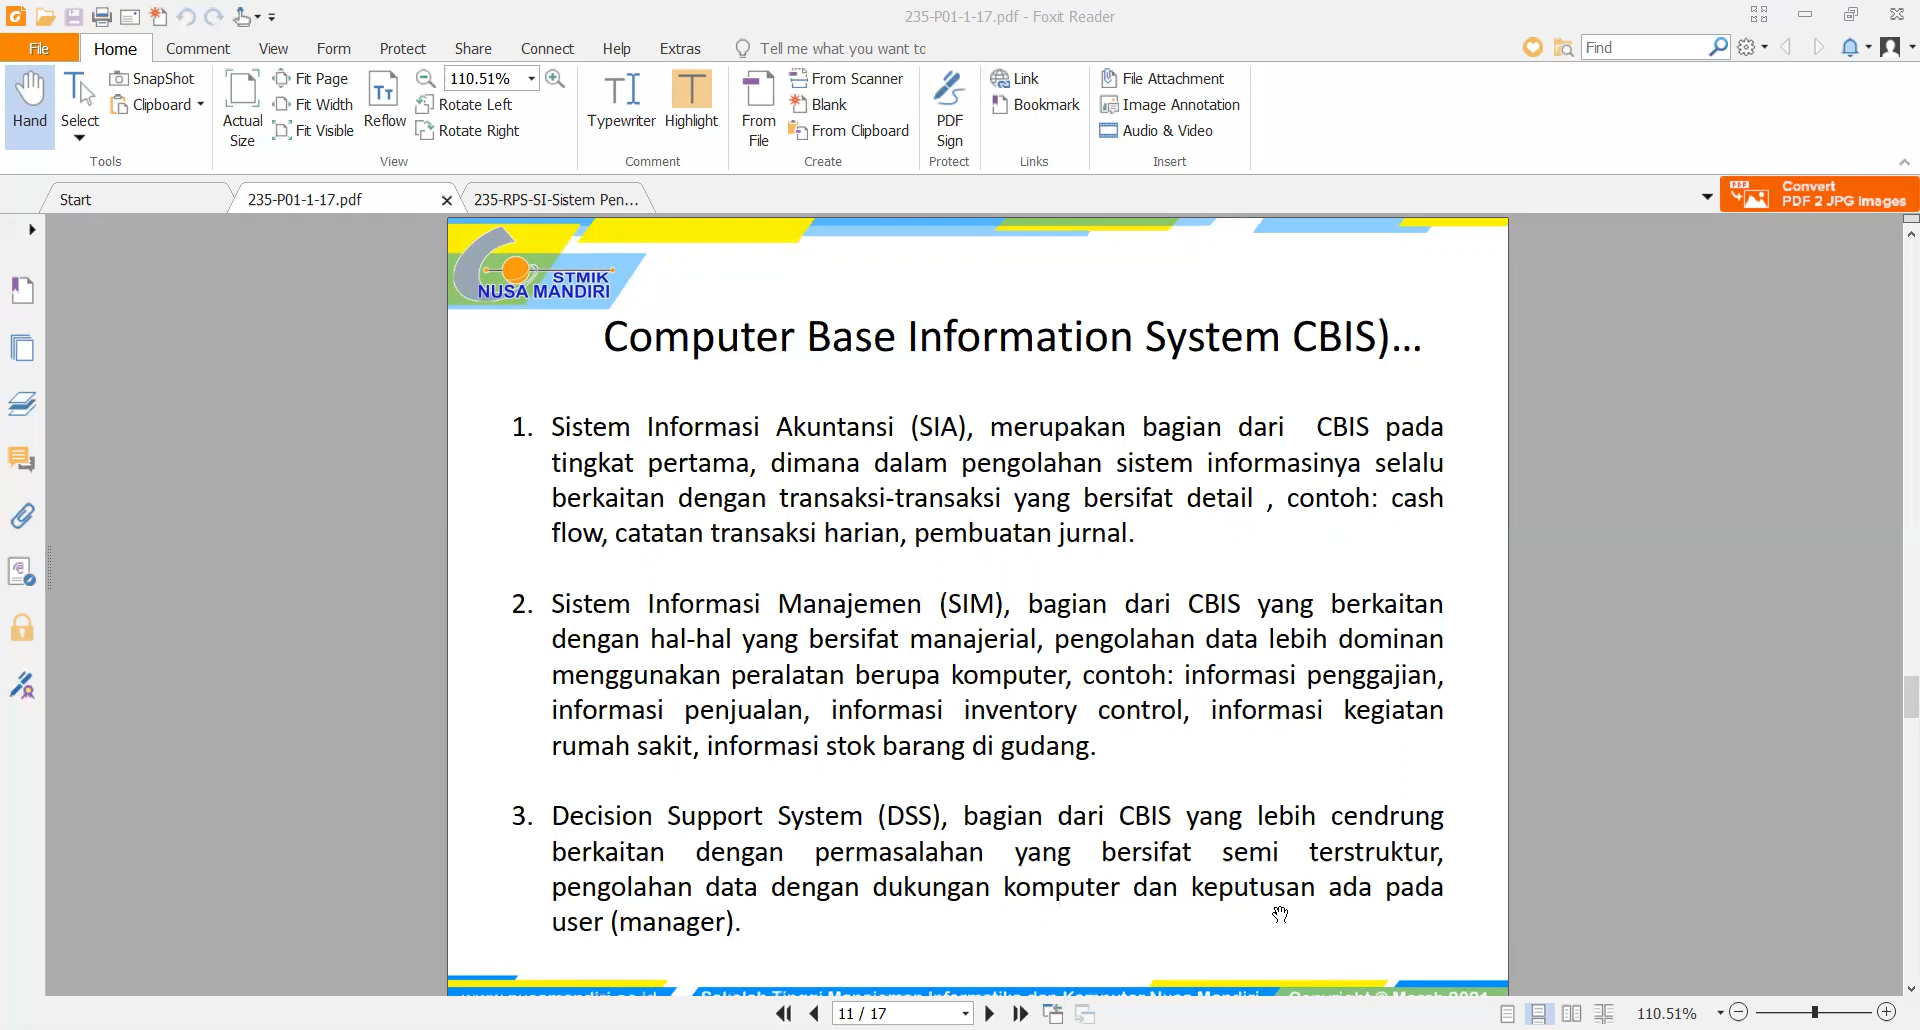 235-P01-1-17.pdf - Foxit Reader
File Home Comment View Form Protect Share Connect Help Extras Tell me what you want to Find
Hand
Select
SnapShot
Clipboard
Tools
Actual
Size
Fit Page
Fit Width
Fit Visible
Reflow
110.51%
Rotate Left
Rotate Right
View
Typewriter Highlight
Comment
From
File
From Scanner
Blank
From Clipboard
Create
PDF
Sign
Protect
Link
Bookmark
Links
File Attachment
Image Annotation
Audio & Video
Insert
Start 235-P01-1-17.pdf 235-RPS-SI-Sistem Pen...
Convert
PDF 2 JPG Images
STMIK
NUSA MANDIRI
Computer Base Information System CBIS)...
1. Sistem Informasi Akuntansi (SIA), merupakan bagian dari CBIS pada
tingkat pertama, dimana dalam pengolahan sistem informasinya selalu
berkaitan dengan transaksi-transaksi yang bersifat detail , contoh: cash
flow, catatan transaksi harian, pembuatan jurnal.
2. Sistem Informasi Manajemen (SIM), bagian dari CBIS yang berkaitan
dengan hal-hal yang bersifat manajerial, pengolahan data lebih dominan
menggunakan peralatan berupa komputer, contoh: informasi penggajian,
informasi penjualan, informasi inventory control, informasi kegiatan
rumah sakit, informasi stok barang di gudang.
3. Decision Support System (DSS), bagian dari CBIS yang lebih cendrung
berkaitan dengan permasalahan yang bersifat semi terstruktur,
pengolahan data dengan dukungan komputer dan keputusan ada pada
user (manager).
11 / 17
110.51%